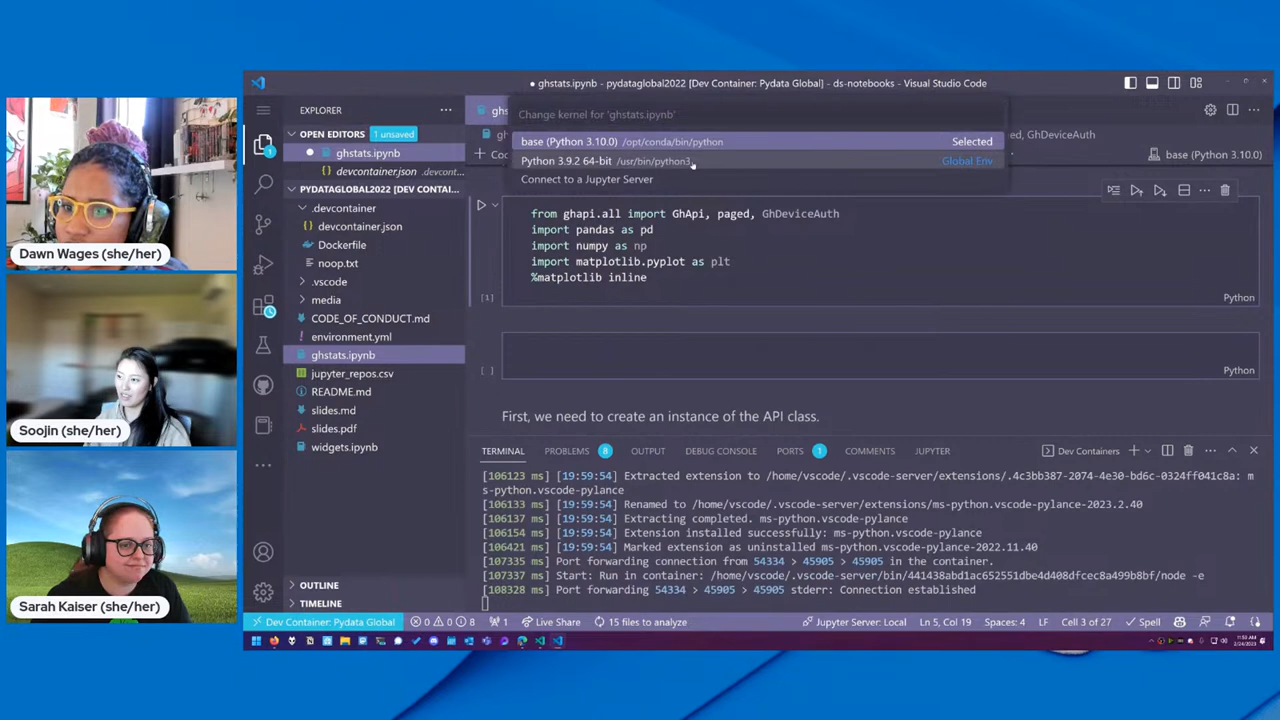 ghstats.ipynb - pydataglobal2022 [Dev Container: Pydata Global] - ds-notebooks - Visual Studio Code
EXPLORER
OPEN EDITORS
1 unsaved
ghstats.ipynb
devcontainer.json .devcont...
PYDATAGLOBAL2022 [DEV CONTAI...
.devcontainer
devcontainer.json
Dockerfile
noop.txt
.vscode
media
CODE_OF_CONDUCT.md
environment.yml
ghstats.ipynb
jupyter_repos.csv
README.md
slides.md
slides.pdf
widgets.ipynb
OUTLINE
TIMELINE
Change kernel for 'ghstats.ipynb'
base (Python 3.10.0) /opt/conda/bin/python Selected
Python 3.9.2 64-bit /usr/bin/python3 Global Env
Connect to a Jupyter Server
, GhDeviceAuth
base (Python 3.10.0)
from ghapi.all import GhApi, paged, GhDeviceAuth
import pandas as pd
import numpy as np
import matplotlib.pyplot as plt
%matplotlib inline
[1]
Python
[ ]
Python
First, we need to create an instance of the API class.
TERMINAL PROBLEMS 8 OUTPUT DEBUG CONSOLE PORTS 1 COMMENTS JUPYTER
Dev Containers
[106123 ms] [19:59:54] Extracted extension to /home/vscode/.vscode-server/extensions/.4c3bb387-2074-4e30-bd6c-0324ff041c8a: m
s-python.vscode-pylance
[106133 ms] [19:59:54] Renamed to /home/vscode/.vscode-server/extensions/ms-python.vscode-pylance-2023.2.40
[106137 ms] [19:59:54] Extracting completed. ms-python.vscode-pylance
[106154 ms] [19:59:54] Extension installed successfully: ms-python.vscode-pylance
[106421 ms] [19:59:54] Marked extension as uninstalled ms-python.vscode-pylance-2022.11.40
[107335 ms] Port forwarding connection from 54334 > 45905 > 45905 in the container.
[107337 ms] Start: Run in container: /home/vscode/.vscode-server/bin/441438abd1ac652551dbe4d408dfcec8a499b8bf/node -e
[108328 ms] Port forwarding 54334 > 45905 > 45905 stderr: Connection established
Dev Container: Pydata Global 0 0 8 1 Live Share 15 files to analyze Jupyter Server: Local Ln 5, Col 19 Spaces: 4 LF Cell 3 of 27 Spell
11:53 AM
2/24/2023
Dawn Wages (she/her)
Soojin (she/her)
Sarah Kaiser (she/her)